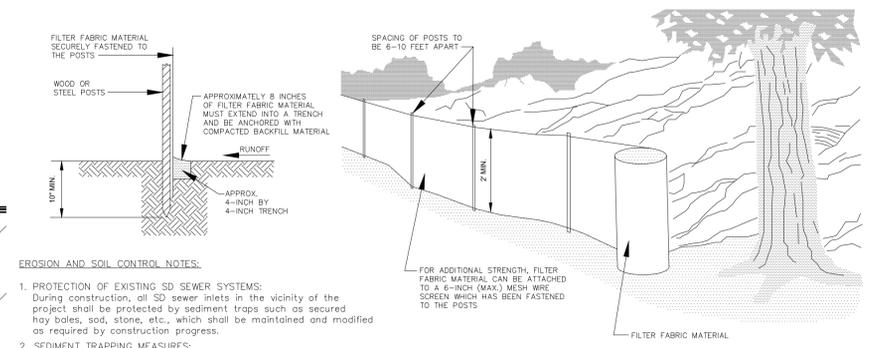 FILTER FABRIC MATERIAL
SECURELY FASTENED TO
THE POSTS
WOOD OR
STEEL POSTS
APPROXIMATELY 8 INCHES
OF FILTER FABRIC MATERIAL
MUST EXTEND INTO A TRENCH
AND BE ANCHORED WITH
COMPACTED BACKFILL MATERIAL
RUNOFF
10" MIN.
APPROX.
4-INCH BY
4-INCH TRENCH
SPACING OF POSTS TO
BE 6-10 FEET APART
2' MIN.
FOR ADDITIONAL STRENGTH, FILTER
FABRIC MATERIAL CAN BE ATTACHED
TO A 6-INCH (MAX.) MESH WIRE
SCREEN WHICH HAS BEEN FASTENED
TO THE POSTS
FILTER FABRIC MATERIAL
EROSION AND SOIL CONTROL NOTES:
1. PROTECTION OF EXISTING SD SEWER SYSTEMS:
During construction, all SD sewer inlets in the vicinity of the
project shall be protected by sediment traps such as secured
hay bales, sod, stone, etc., which shall be maintained and modified
as required by construction progress.
2. SEDIMENT TRAPPING MEASURES: